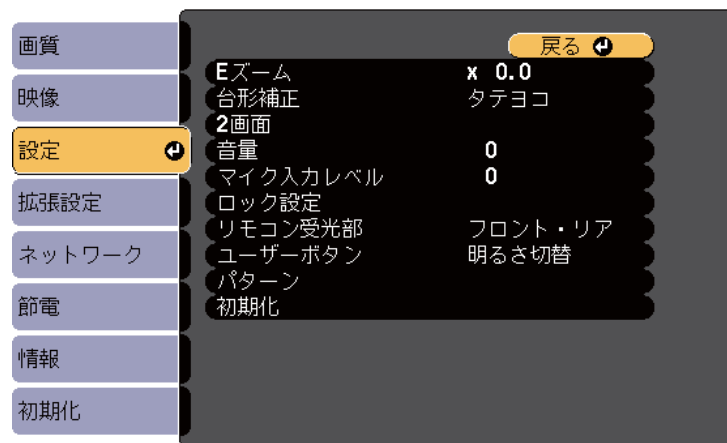 画質
映像
設定
拡張設定
ネットワーク
節電
情報
初期化
戻る
Eズーム x 0.0
台形補正 タテヨコ
2画面
音量 0
マイク入力レベル 0
ロック設定
リモコン受光部 フロント・リア
ユーザーボタン 明るさ切替
パターン
初期化